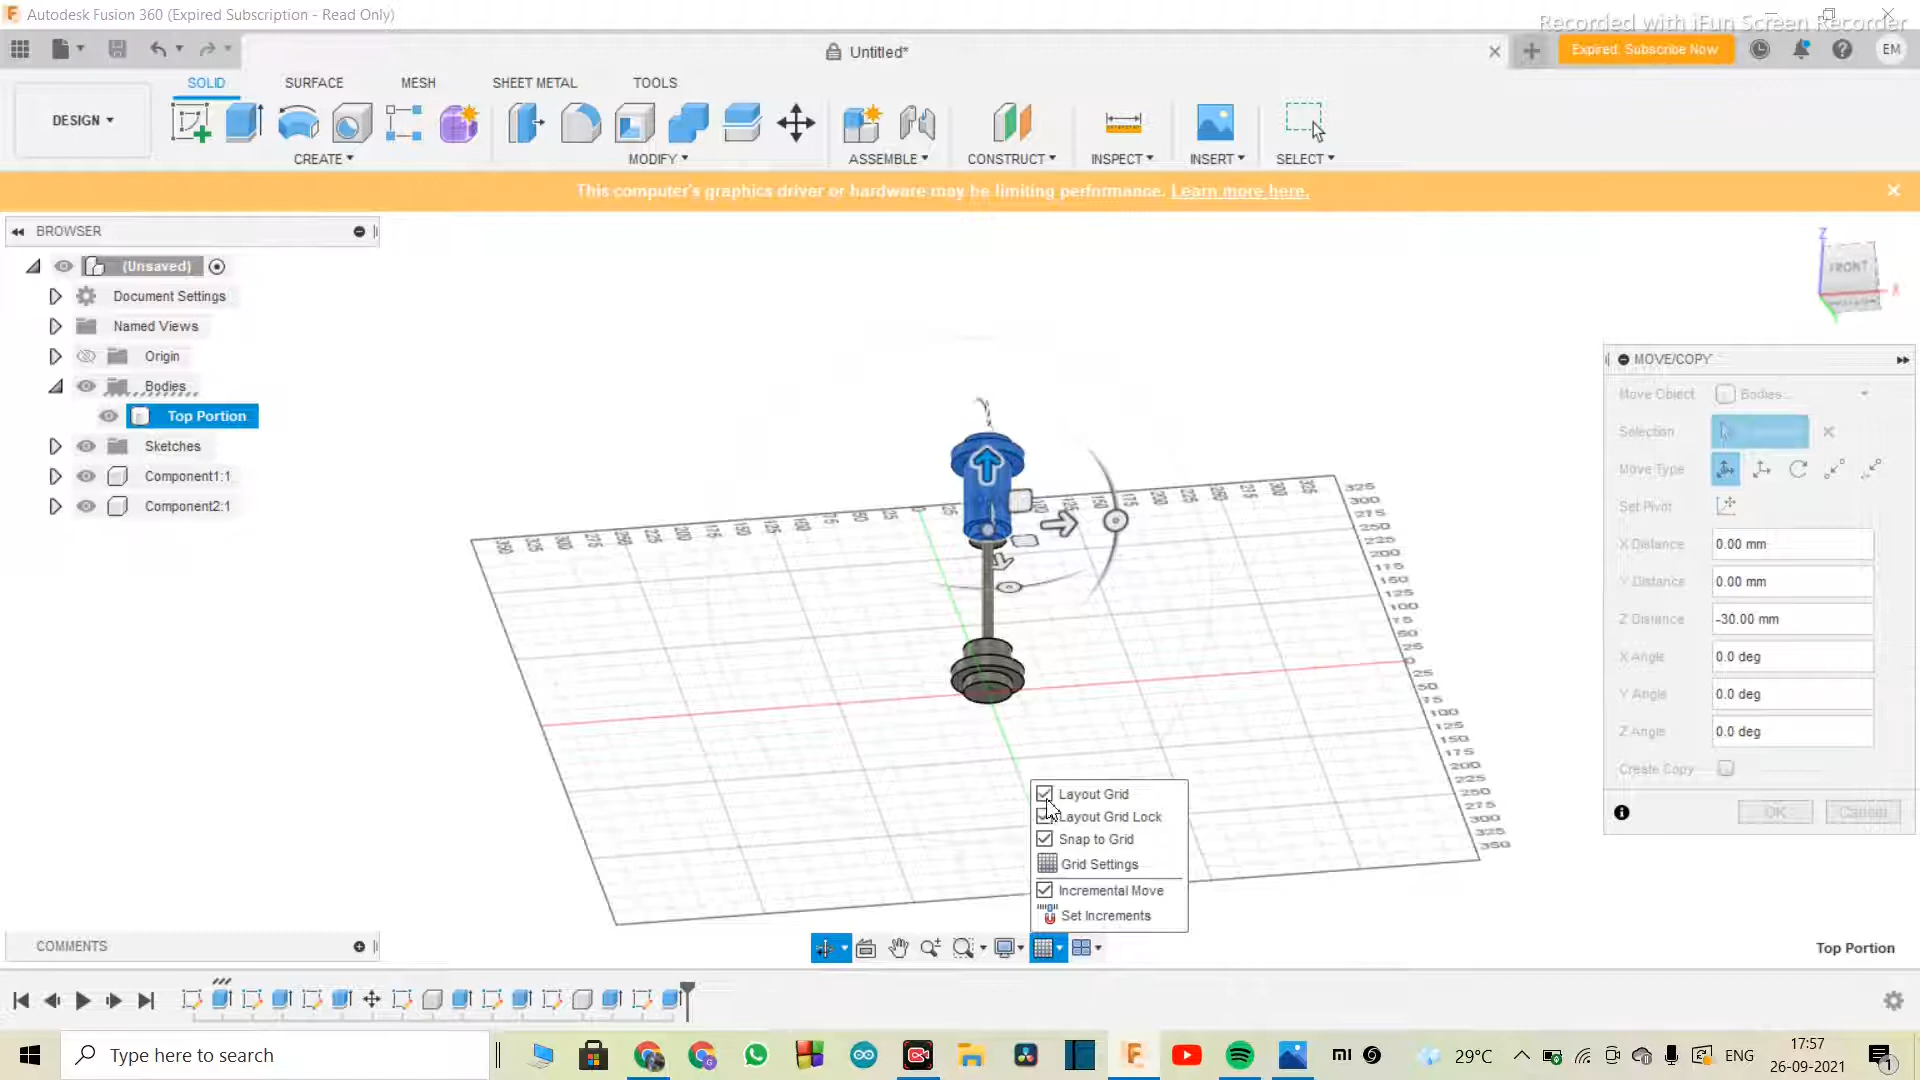 Autodesk Fusion 360 (Expired Subscription - Read Only)
Recorded with iFun Screen Recorder
Untitled*
Expired: Subscribe Now
EM
SOLID
SURFACE
MESH
SHEET METAL
TOOLS
DESIGN
CREATE
MODIFY
ASSEMBLE
CONSTRUCT
INSPECT
INSERT
SELECT
This computer's graphics driver or hardware may be limiting performance. Learn more here.
BROWSER
(Unsaved)
Document Settings
Named Views
Origin
Bodies
Top Portion
Sketches
Component1:1
Component2:1
Z
FRONT
X
MOVE/COPY
Move Object
Bodies
Selection
Move Type
Set Pivot
X Distance
0.00 mm
Y Distance
0.00 mm
Z Distance
-30.00 mm
X Angle
0.0 deg
Y Angle
0.0 deg
Z Angle
0.0 deg
Create Copy
OK
Cancel
Layout Grid
Layout Grid Lock
Snap to Grid
Grid Settings
Incremental Move
Set Increments
COMMENTS
Top Portion
Type here to search
29°C
ENG
17:57
26-09-2021
1